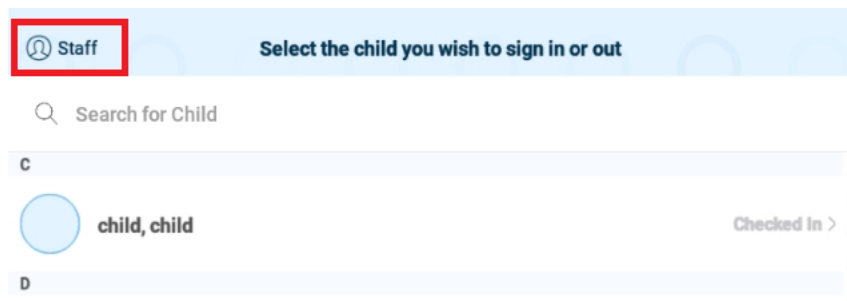 Staff
Select the child you wish to sign in or out
Search for Child
C
child, child
Checked In
D